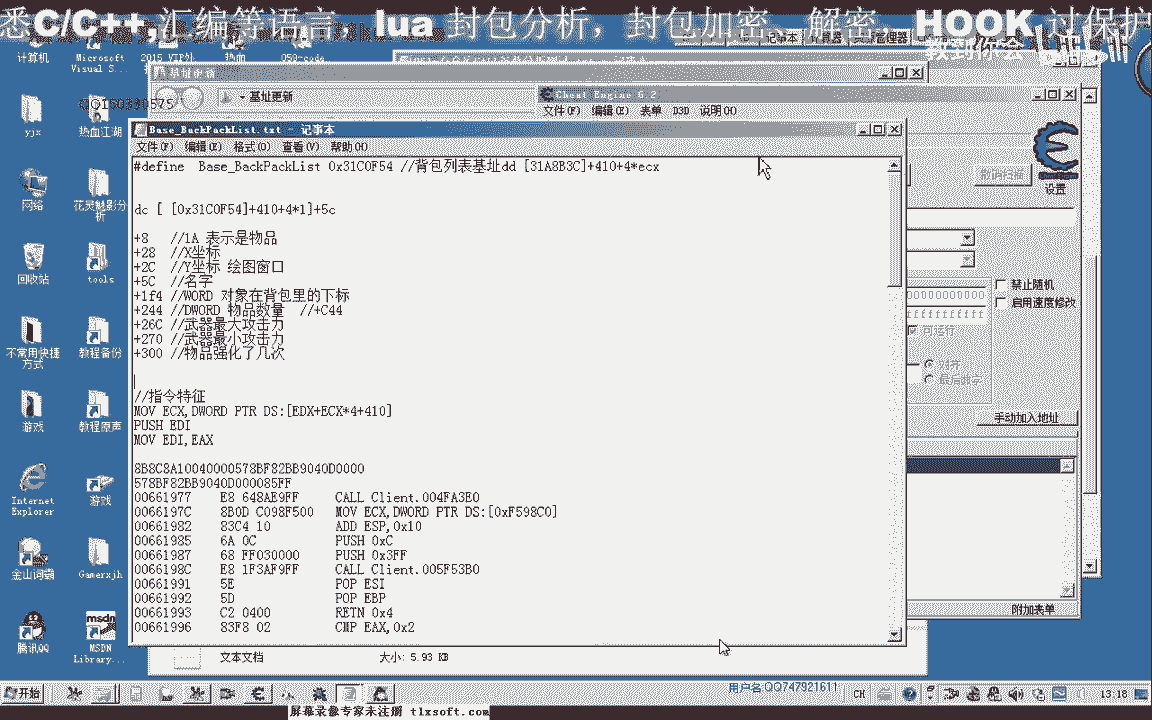 悉C/C++,汇编等语言, lua 封包分析, 封包加密, 解密, HOOK 过保护
教到你会
bilibili
计算机
Microsoft Visual S...
2015 VIP外
热血
050-code
记事本
资源管理器
基址更新
基址更新
Cheat Engine 6.2
文件(F) 编辑(E) 表单 D3D 说明(H)
QQ150330575
yjx
热血江湖
网络
花灵魅影分析
回收站
tools
不常用快捷方式
教程备份
游戏
教程原声
Internet Explorer
游戏
金山词霸
Gamerxjh
腾讯QQ
MSDN Library...
Base_BackPackList.txt - 记事本
文件(F) 编辑(E) 格式(O) 查看(V) 帮助(H)
#define Base_BackPackList 0x31C0F54 //背包列表基址dd [31A8B3C]+410+4*ecx
dc [ [0x31C0F54]+410+4*1]+5c
+8 //1A 表示是物品
+28 //X坐标
+2C //Y坐标 绘图窗口
+5C //名字
+1f4 //WORD 对象在背包里的下标
+244 //DWORD 物品数量 //+C44
+26C //武器最大攻击力
+270 //武器最小攻击力
+300 //物品强化了几次
//指令特征
MOV ECX,DWORD PTR DS:[EDX+ECX*4+410]
PUSH EDI
MOV EDI,EAX
8B8C8A10040000578BF82BB9040D0000
578BF82BB9040D000085FF
00661977 E8 648AE9FF CALL Client.004FA3E0
0066197C 8B0D C098F500 MOV ECX,DWORD PTR DS:[0xF598C0]
00661982 83C4 10 ADD ESP,0x10
00661985 6A 0C PUSH 0xC
00661987 68 FF030000 PUSH 0x3FF
0066198C E8 1F3AF9FF CALL Client.005F53B0
00661991 5E POP ESI
00661992 5D POP EBP
00661993 C2 0400 RETN 0x4
00661996 83F8 02 CMP EAX,0x2
撤消扫描
设置
禁止随机
启用速度修改
可运行
对齐
最后数字
手动加入地址
附加表单
文本文档
大小: 5.93 KB
开始
用户名:QQ747921611
CH
13:18
屏幕录像专家未注册 tlxsoft.com